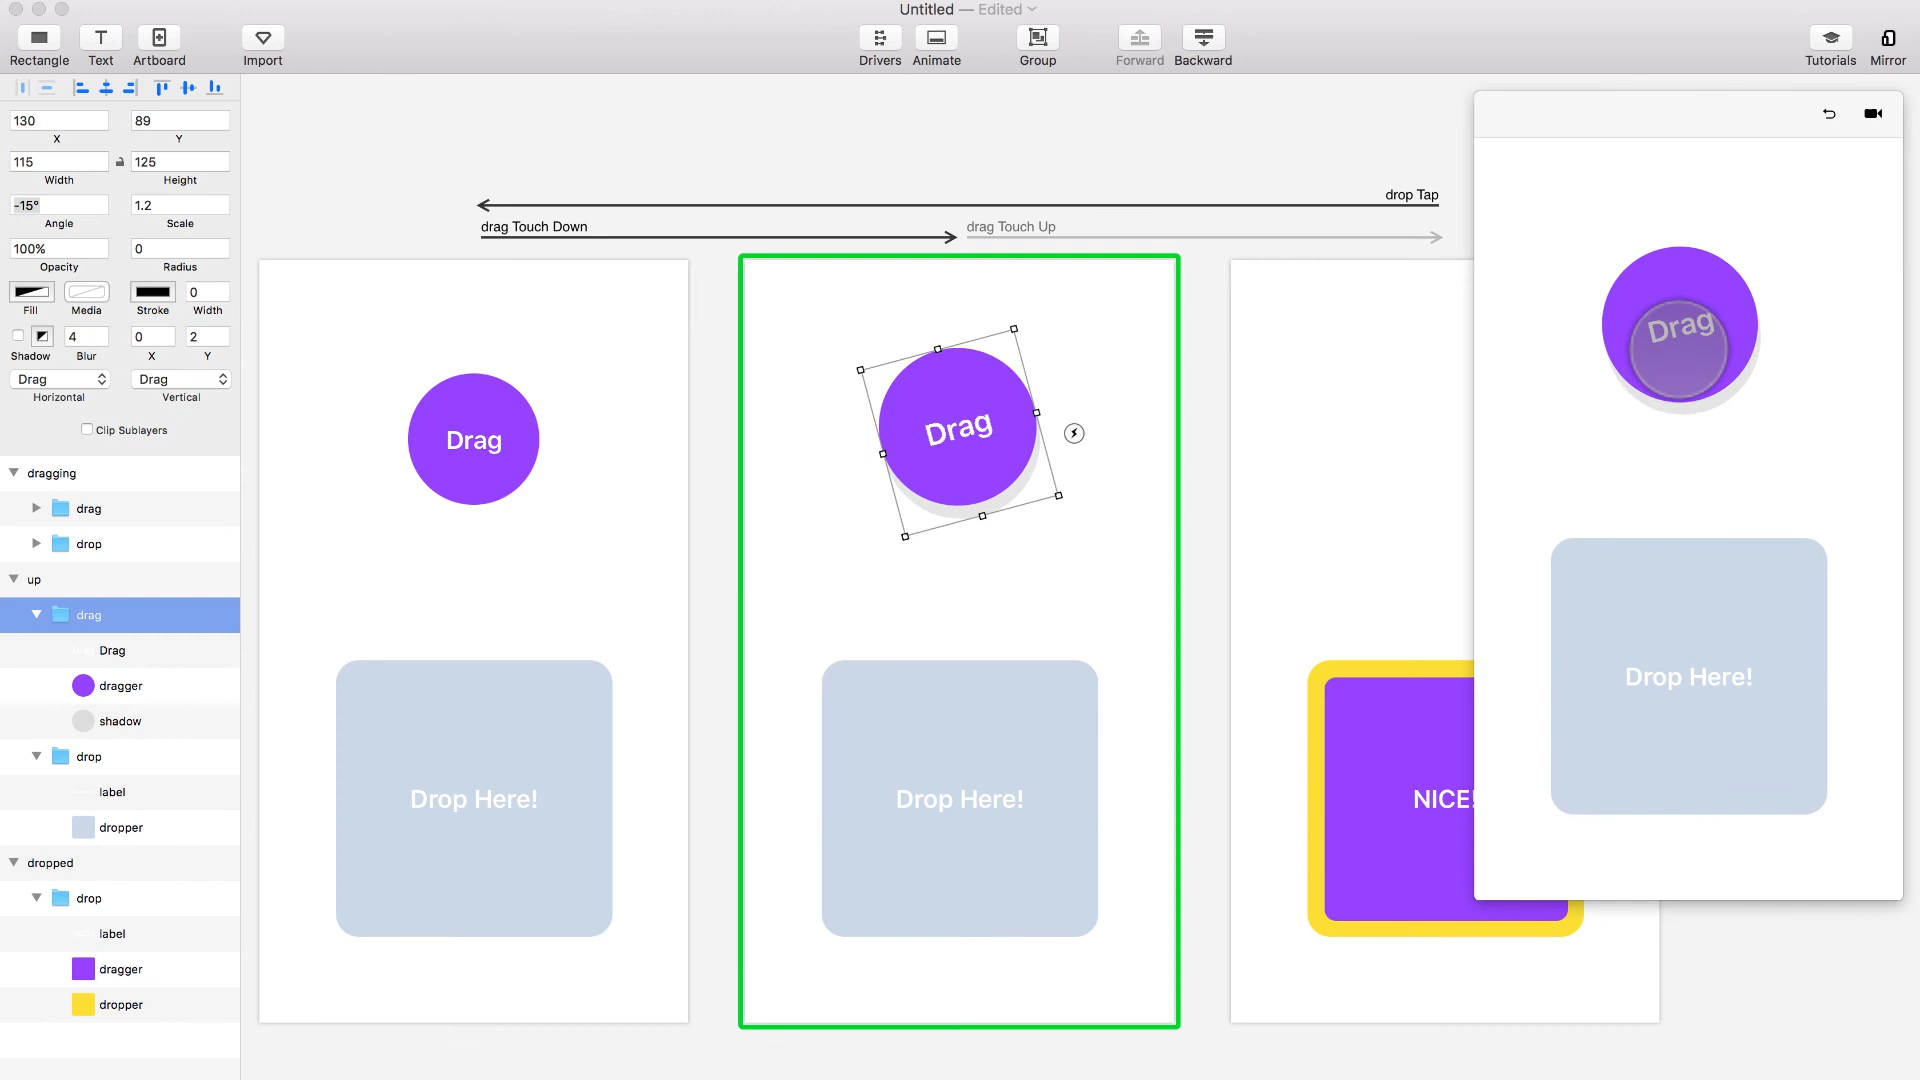 Untitled — Edited
Rectangle
Text
Artboard
Import
Drivers
Animate
Group
Forward
Backward
Tutorials
Mirror
130
89
X
Y
115
125
Width
Height
-15°
1.2
Angle
Scale
100%
0
Opacity
Radius
0
Fill
Media
Stroke
Width
4
0
2
Shadow
Blur
X
Y
Drag
Drag
Horizontal
Vertical
Clip Sublayers
dragging
drag
drop
up
drag
Drag
dragger
shadow
drop
label
dropper
dropped
drop
label
dragger
dropper
drop Tap
drag Touch Down
drag Touch Up
Drag
Drop Here!
Drag
Drop Here!
NICE!
Drag
Drop Here!